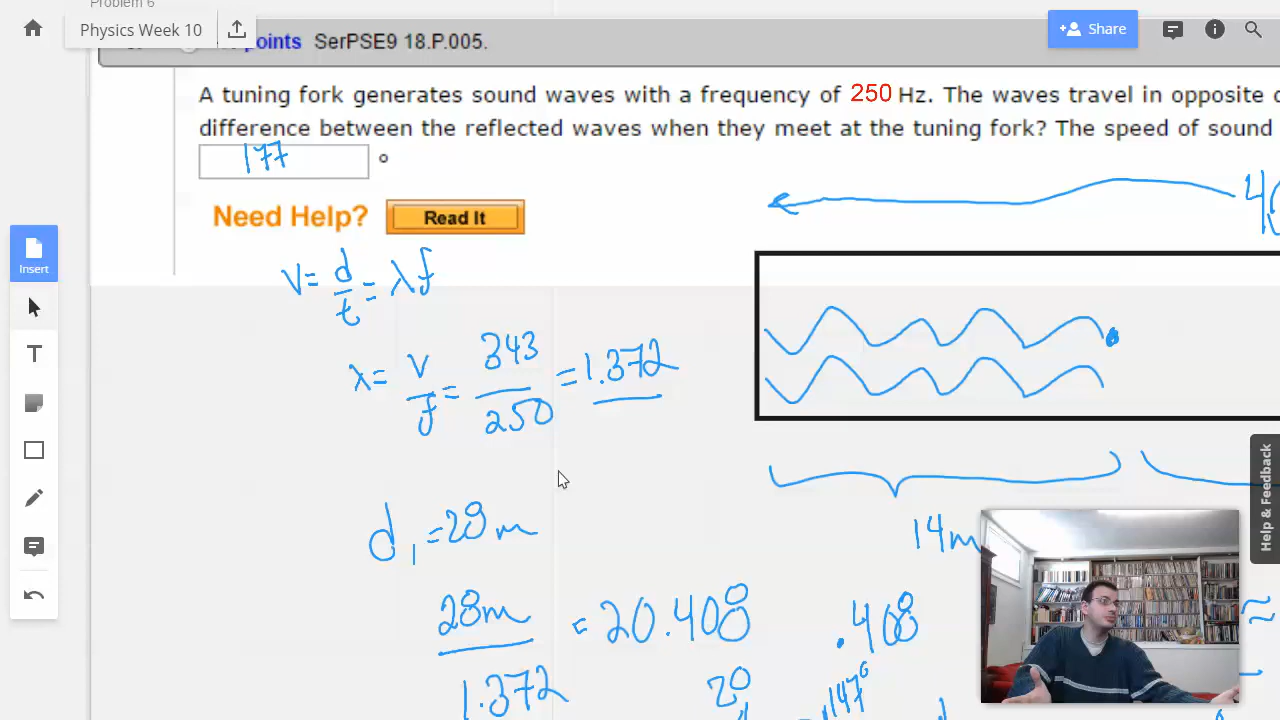 Problem 6
Physics Week 10
Share
points SerPSE9 18.P.005.
A tuning fork generates sound waves with a frequency of 250 Hz. The waves travel in opposite
difference between the reflected waves when they meet at the tuning fork? The speed of sound
177 °
Need Help? Read It
Insert
T
V= d/t = λf
λ= v/f = 343/250 = 1.372
14m
d1 =28m
28m/1.372 = 20.408
.408
20
147°
Help & Feedback